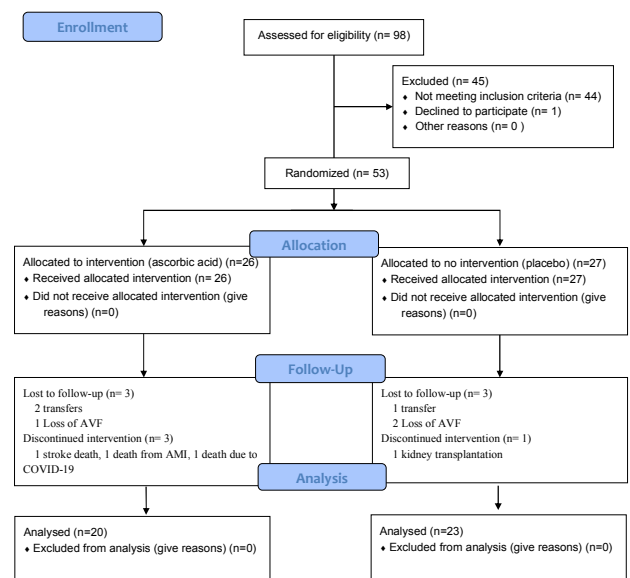 Enrollment
Assessed for eligibility (n= 98)
Excluded (n= 45)
♦ Not meeting inclusion criteria (n= 44)
♦ Declined to participate (n= 1)
♦ Other reasons (n= 0 )
Randomized (n= 53)
Allocation
Allocated to intervention (ascorbic acid) (n=26)
♦ Received allocated intervention (n= 26)
♦ Did not receive allocated intervention (give
reasons) (n=0)
Allocated to no intervention (placebo) (n=27)
♦ Received allocated intervention (n=27)
♦ Did not receive allocated intervention (give
reasons) (n=0)
Follow-Up
Lost to follow-up (n= 3)
2 transfers
1 Loss of AVF
Discontinued intervention (n= 3)
1 stroke death, 1 death from AMI, 1 death due to
COVID-19
Lost to follow-up (n= 3)
1 transfer
2 Loss of AVF
Discontinued intervention (n= 1)
1 kidney transplantation
Analysis
Analysed (n=20)
♦ Excluded from analysis (give reasons) (n=0)
Analysed (n=23)
♦ Excluded from analysis (give reasons) (n=0)